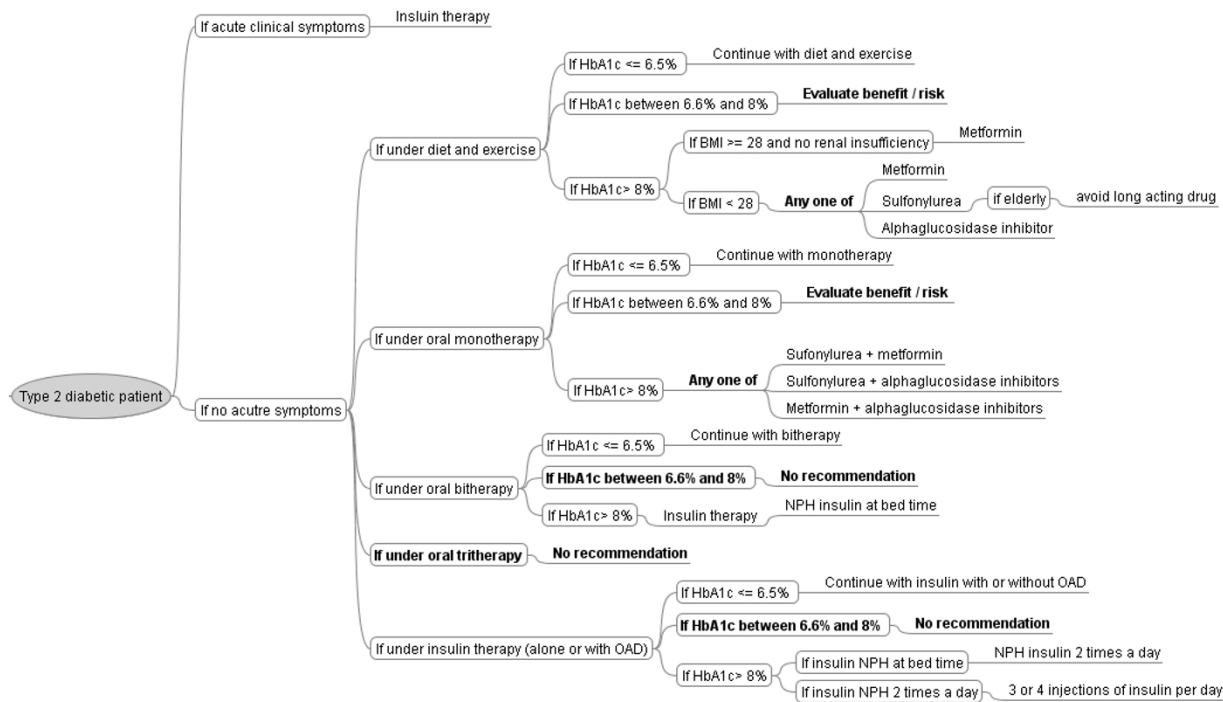 Type 2 diabetic patient
If acute clinical symptoms
Insluin therapy
If no acutre symptoms
If under diet and exercise
If HbA1c <= 6.5%
Continue with diet and exercise
If HbA1c between 6.6% and 8%
Evaluate benefit / risk
If HbA1c> 8%
If BMI >= 28 and no renal insufficiency
Metformin
If BMI < 28
Any one of
Metformin
Sulfonylurea
if elderly
avoid long acting drug
Alphaglucosidase inhibitor
If under oral monotherapy
If HbA1c <= 6.5%
Continue with monotherapy
If HbA1c between 6.6% and 8%
Evaluate benefit / risk
If HbA1c> 8%
Any one of
Sufonylurea + metformin
Sulfonylurea + alphaglucosidase inhibitors
Metformin + alphaglucosidase inhibitors
If under oral bitherapy
If HbA1c <= 6.5%
Continue with bitherapy
If HbA1c between 6.6% and 8%
No recommendation
If HbA1c> 8%
Insulin therapy
NPH insulin at bed time
If under oral tritherapy
No recommendation
If under insulin therapy (alone or with OAD)
If HbA1c <= 6.5%
Continue with insulin with or without OAD
If HbA1c between 6.6% and 8%
No recommendation
If HbA1c> 8%
If insulin NPH at bed time
NPH insulin 2 times a day
If insulin NPH 2 times a day
3 or 4 injections of insulin per day